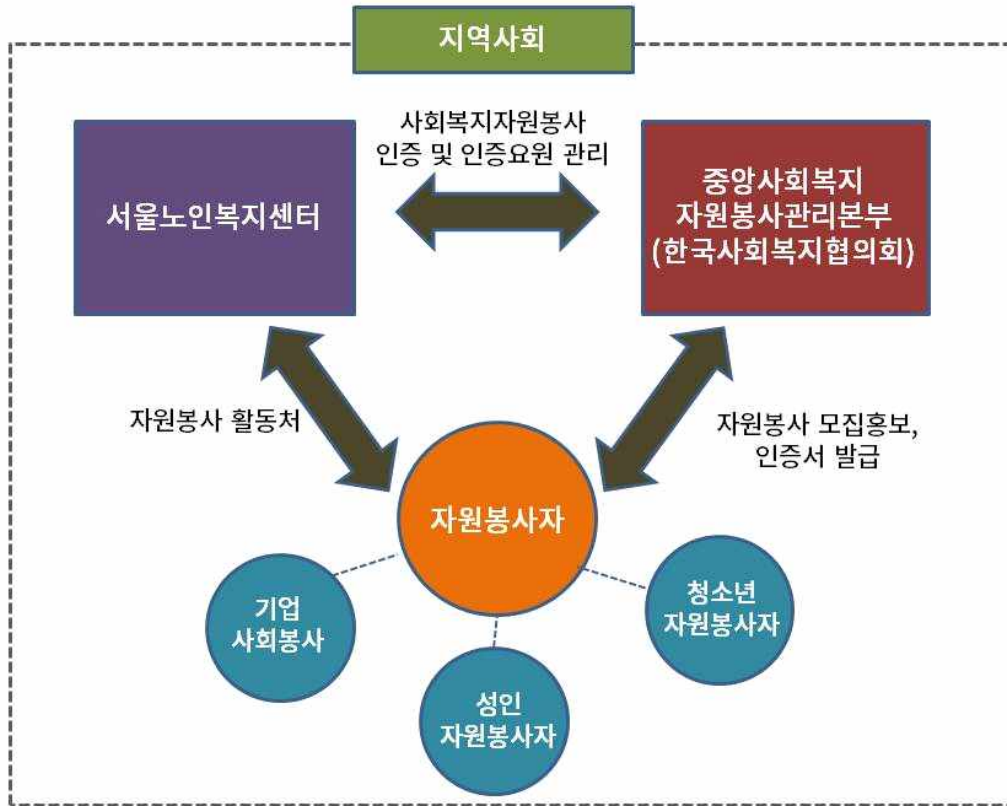 지역사회
사회복지자원봉사
인증 및 인증요원 관리
서울노인복지센터
중앙사회복지
자원봉사관리본부
(한국사회복지협의회)
자원봉사 활동처
자원봉사 모집홍보,
인증서 발급
자원봉사자
기업
사회봉사
성인
자원봉사자
청소년
자원봉사자